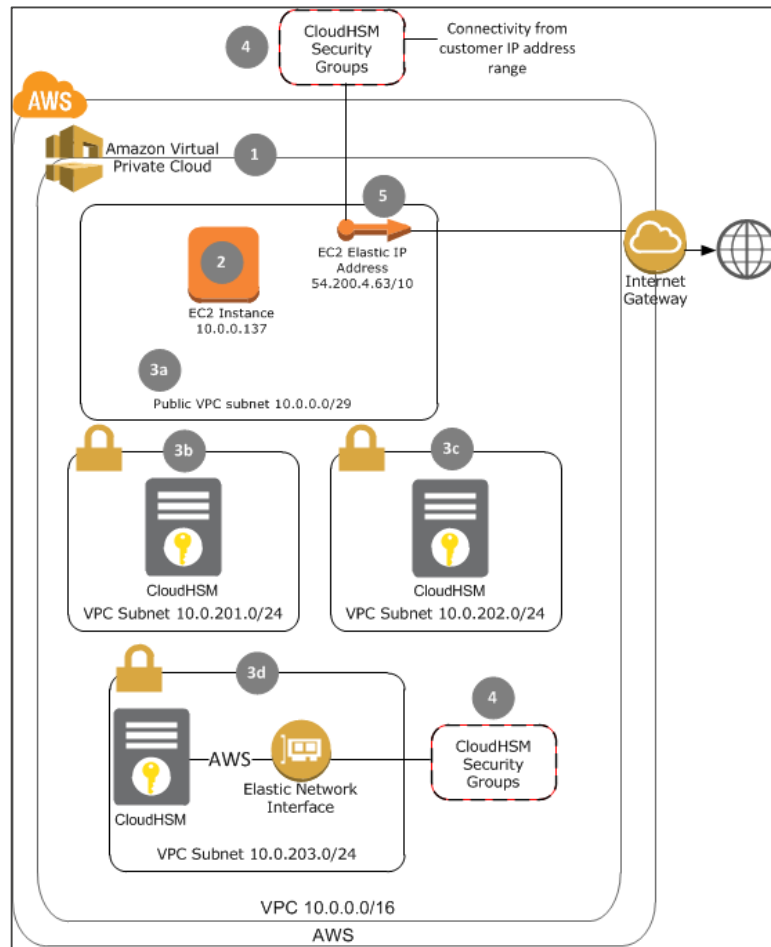 4
CloudHSM
Security
Groups
Connectivity from
customer IP address
range
AWS
Amazon Virtual
Private Cloud
1
5
2
EC2 Instance
10.0.0.137
EC2 Elastic IP
Address
54.200.4.63/10
Internet
Gateway
3a
Public VPC subnet 10.0.0.0/29
3b
CloudHSM
VPC Subnet 10.0.201.0/24
3c
CloudHSM
VPC Subnet 10.0.202.0/24
3d
CloudHSM
AWS
Elastic Network
Interface
VPC Subnet 10.0.203.0/24
4
CloudHSM
Security
Groups
VPC 10.0.0.0/16
AWS